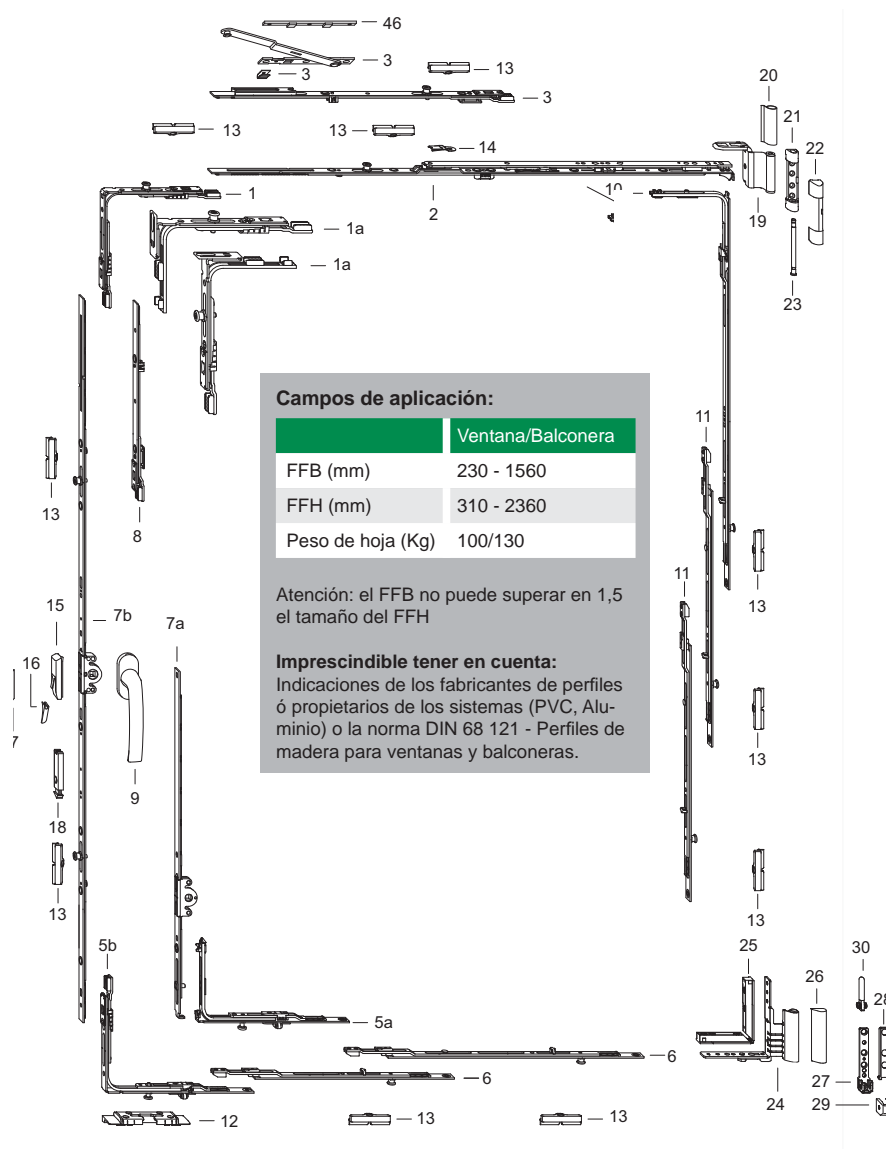 46
3
13
3
3
20
21
22
13
13
14
1
2
10
19
1a
1a
23
Campos de aplicación:
Ventana/Balconera
FFB (mm) 230 - 1560
FFH (mm) 310 - 2360
Peso de hoja (Kg) 100/130
Atención: el FFB no puede superar en 1,5
el tamaño del FFH
Imprescindible tener en cuenta:
Indicaciones de los fabricantes de perfiles
ó propietarios de los sistemas (PVC, Alu-
minio) o la norma DIN 68 121 - Perfiles de
madera para ventanas y balconeras.
11
13
8
11
13
15
7b
7a
16
7
13
9
18
13
13
5b
25
30
26
28
5a
6
6
27
24
29
12
13
13